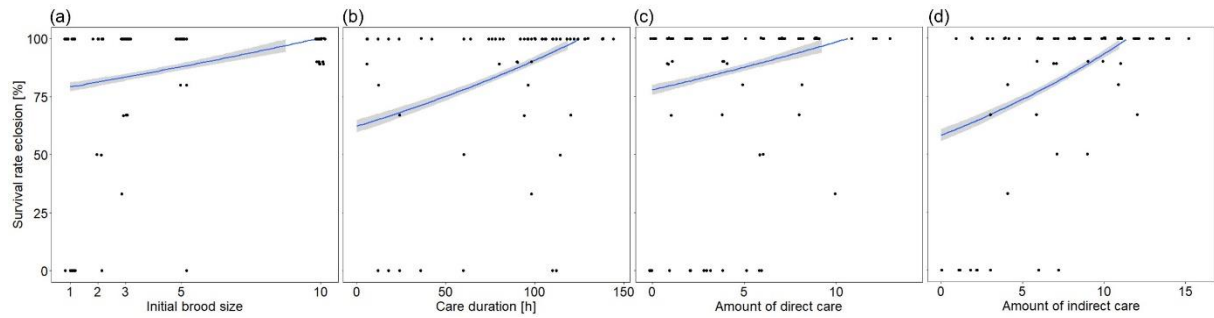 (a) (b) (c) (d)
Survival rate eclosion [%]
100
75
50
25
0
1 2 3 5 10
0 50 100 150
0 5 10
0 5 10 15
Initial brood size
Care duration [h]
Amount of direct care
Amount of indirect care